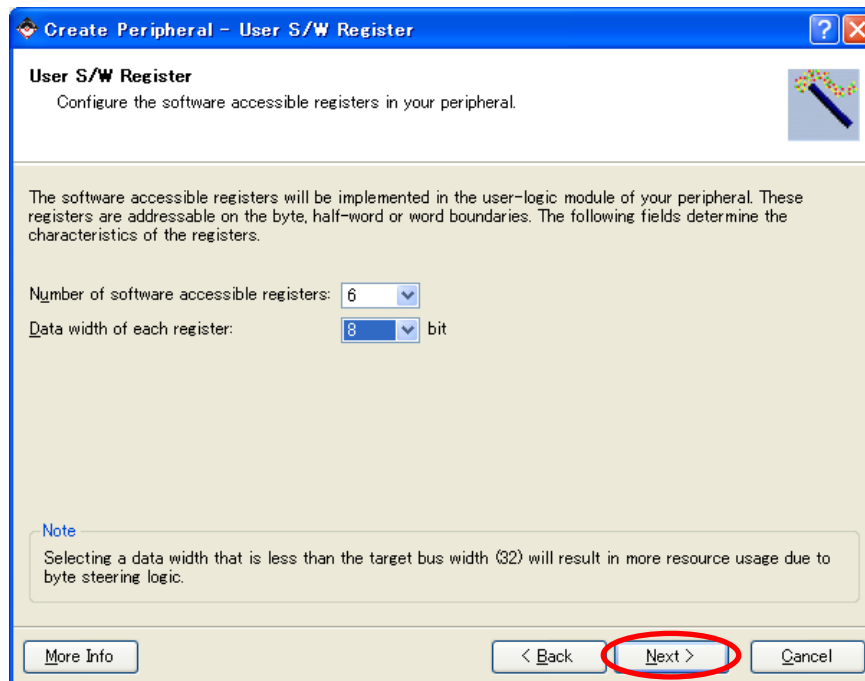 Create Peripheral - User S/W Register
User S/W Register
Configure the software accessible registers in your peripheral.
The software accessible registers will be implemented in the user-logic module of your peripheral. These
registers are addressable on the byte, half-word or word boundaries. The following fields determine the
characteristics of the registers.
Number of software accessible registers: 6
Data width of each register: 8 bit
Note
Selecting a data width that is less than the target bus width (32) will result in more resource usage due to
byte steering logic.
More Info < Back Next > Cancel